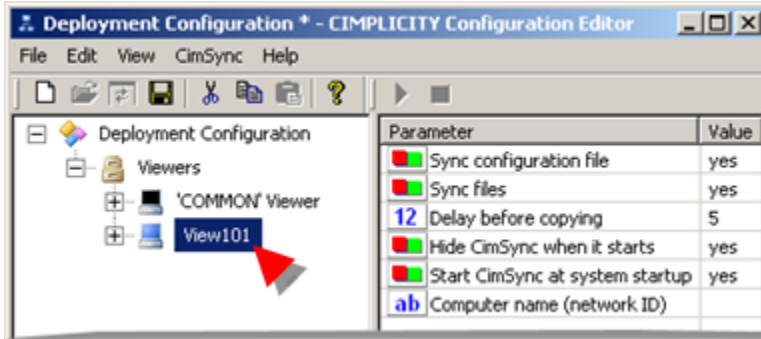 Deployment Configuration * - CIMPLICITY Configuration Editor
File Edit View CimSync Help
Deployment Configuration
Viewers
'COMMON' Viewer
View101
Parameter Value
Sync configuration file yes
Sync files yes
12 Delay before copying 5
Hide CimSync when it starts yes
Start CimSync at system startup yes
ab Computer name (network ID)